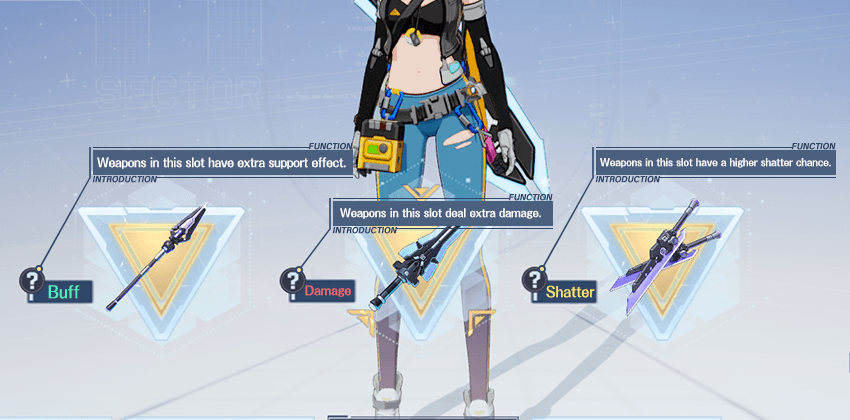 SECTOR
FUNCTION
Weapons in this slot have extra support effect.
INTRODUCTION
Buff
FUNCTION
Weapons in this slot deal extra damage.
INTRODUCTION
Damage
FUNCTION
Weapons in this slot have a higher shatter chance.
INTRODUCTION
Shatter